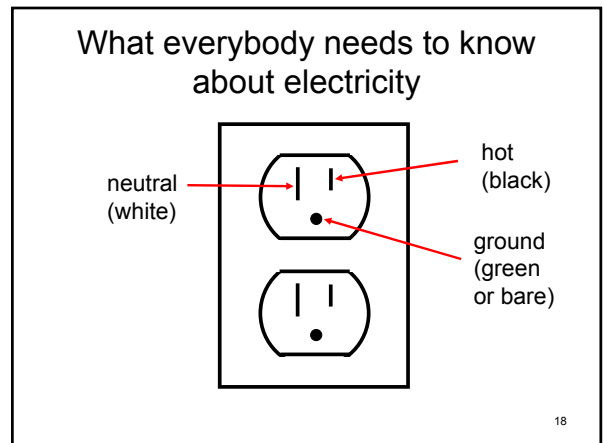 What everybody needs to know
about electricity
neutral
(white)
hot
(black)
ground
(green
or bare)
18